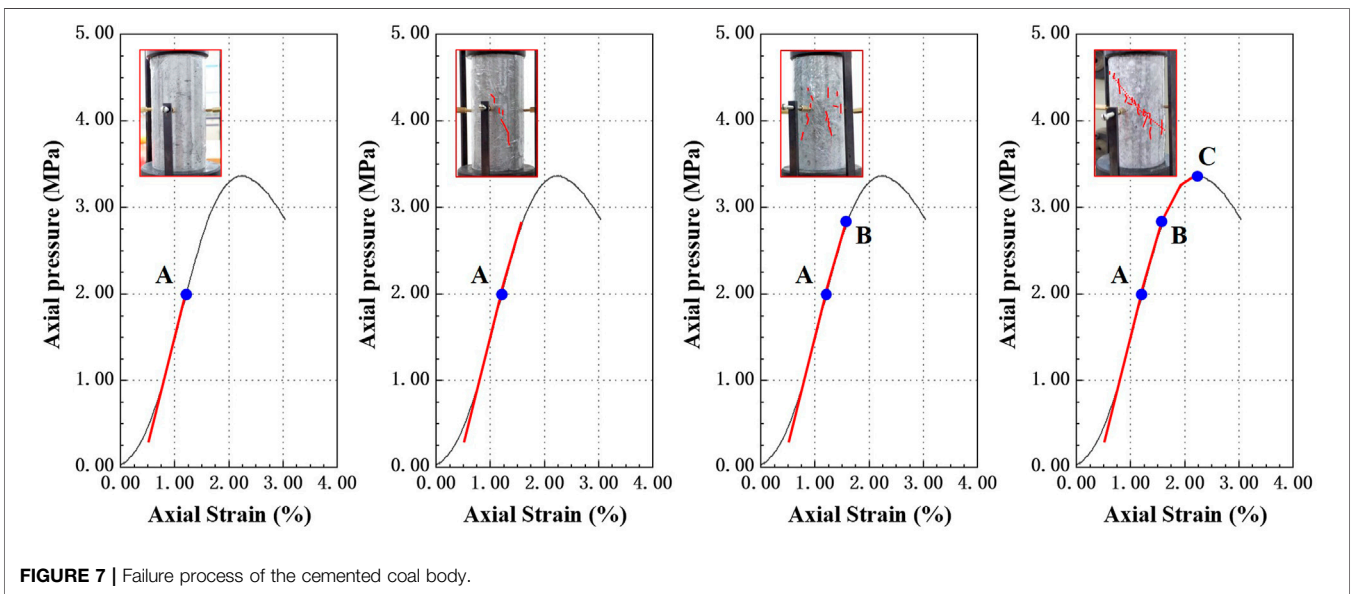 5. 00
4. 00
3. 00
2. 00
1. 00
0. 00
Axial pressure (MPa)
A
0. 00 1. 00 2. 00 3. 00 4. 00
Axial Strain (%)
5. 00
4. 00
3. 00
2. 00
1. 00
0. 00
Axial pressure (MPa)
A
0. 00 1. 00 2. 00 3. 00 4. 00
Axial Strain (%)
5. 00
4. 00
3. 00
2. 00
1. 00
0. 00
Axial pressure (MPa)
B
A
0. 00 1. 00 2. 00 3. 00 4. 00
Axial Strain (%)
5. 00
4. 00
3. 00
2. 00
1. 00
0. 00
Axial pressure (MPa)
C
B
A
0. 00 1. 00 2. 00 3. 00 4. 00
Axial Strain (%)
FIGURE 7 | Failure process of the cemented coal body.